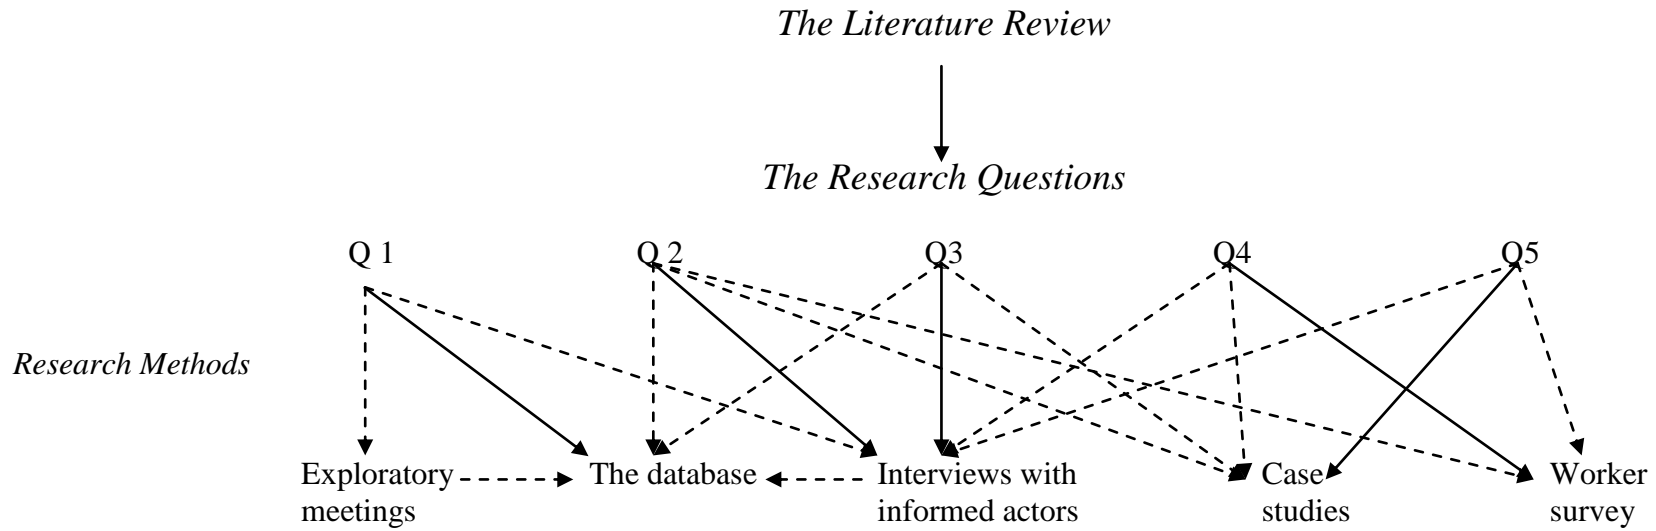 The Literature Review
The Research Questions
Q 1
Q 2
Q3
Q4
Q5
Research Methods
Exploratory
meetings
The database
Interviews with
informed actors
Case
studies
Worker
survey